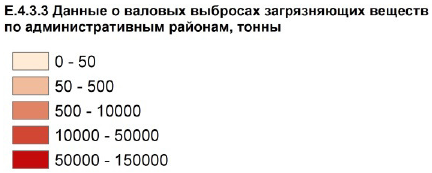 Е.4.3.3 Данные о валовых выбросах загрязняющих веществ
по административным районам, тонны
0 - 50
50 - 500
500 - 10000
10000 - 50000
50000 - 150000